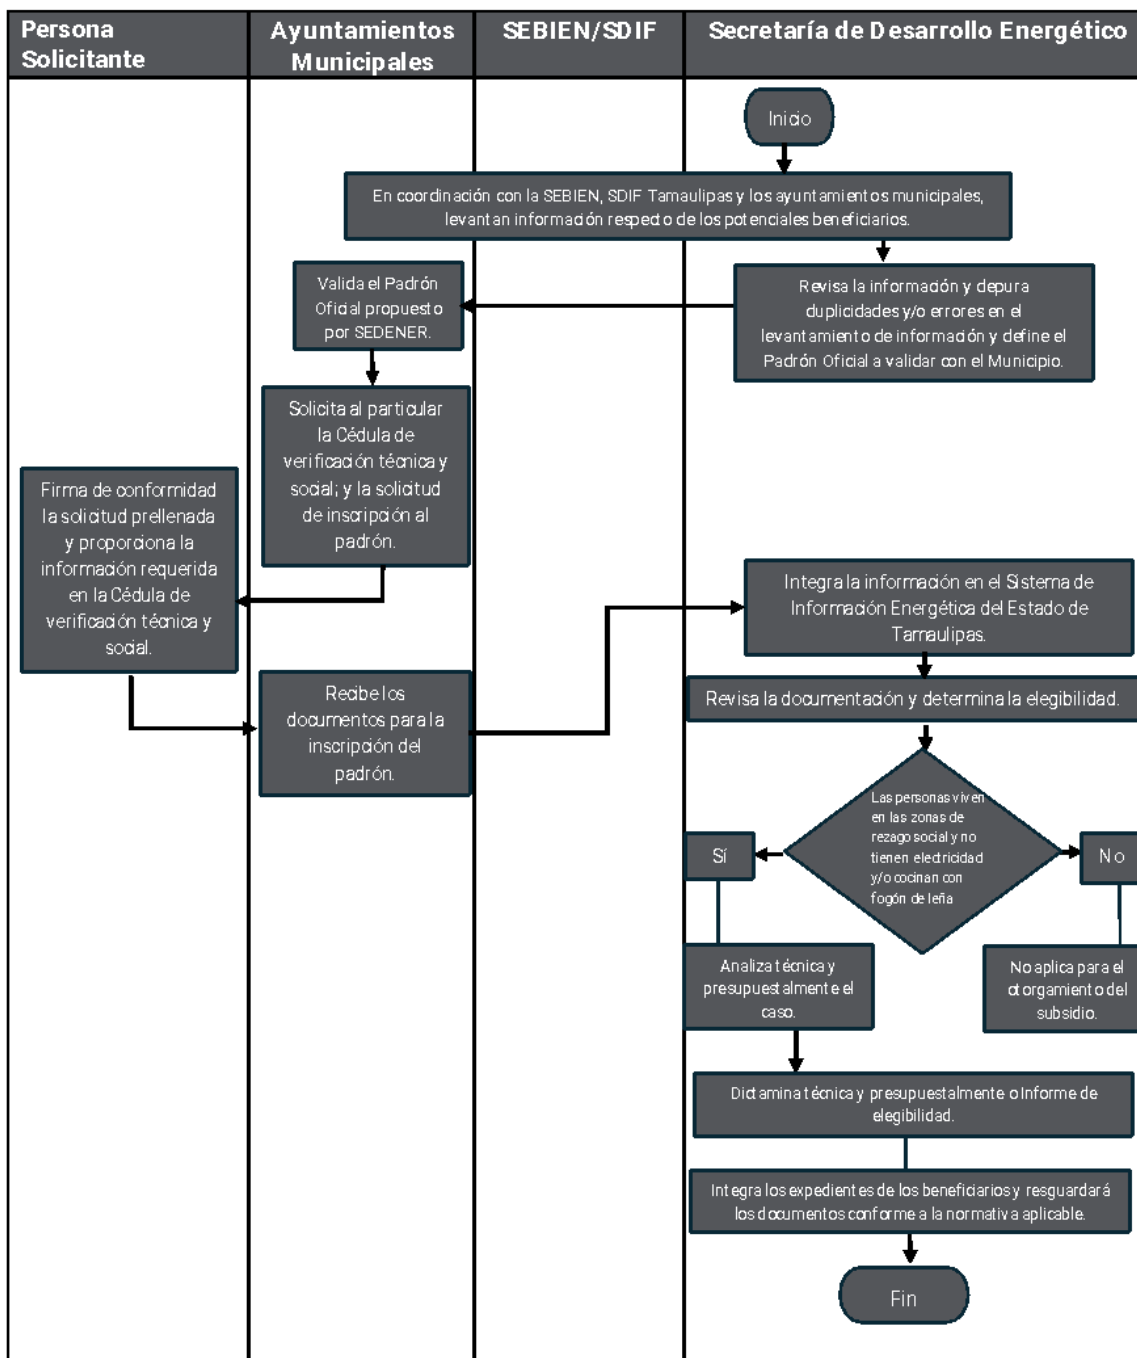 Persona
Solicitante
Ayuntamientos
Municipales
SEBIEN/SDIF
Secretaría de Desarrollo Energético
Inicio
En coordinación con la SEBIEN, SDIF Tamaulipas y los ayuntamientos municipales,
levantan información respecto de los potenciales beneficiarios.
Valida el Padrón
Oficial propuesto
por SEDENER.
Revisa la información y depura
duplicidades y/o errores en el
levantamiento de información y define el
Padrón Oficial a validar con el Municipio.
Solicita al particular
la Cédula de
verificación técnica y
social; y la solicitud
de inscripción al
padrón.
Firma de conformidad
la solicitud prellenada
y proporciona la
información requerida
en la Cédula de
verificación técnica y
social.
Integra la información en el Sistema de
Información Energética del Estado de
Tamaulipas.
Recibe los
documentos para la
inscripción del
padrón.
Revisa la documentación y determina la elegibilidad.
Las personas viven
en las zonas de
rezago social y no
tienen electricidad
y/o cocinan con
fogón de leña
Sí
No
Analiza técnica y
presupuestalmente el
caso.
No aplica para el
otorgamiento del
subsidio.
Dictamina técnica y presupuestalmente o Informe de
elegibilidad.
Integra los expedientes de los beneficiarios y resguardará
los documentos conforme a la normativa aplicable.
Fin